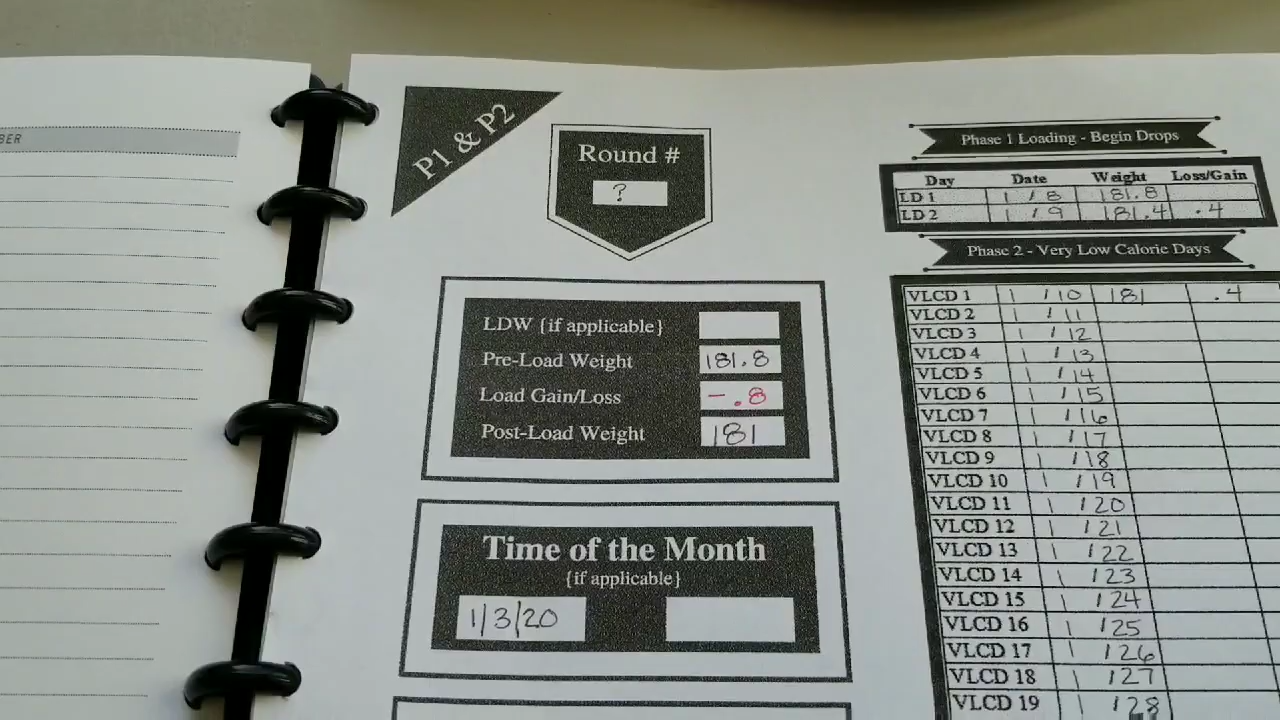 BER
P1 & P2
Round #
?
LDW {if applicable}
Pre-Load Weight 181.8
Load Gain/Loss -.8
Post-Load Weight 181
Time of the Month
{if applicable}
1/3/20
Phase 1 Loading - Begin Drops
Day Date Weight Loss/Gain
LD 1 1/8 181.8
LD 2 1/9 181.4 .4
Phase 2 - Very Low Calorie Days
VLCD 1 1/10 181 .4
VLCD 2 1/11
VLCD 3 1/12
VLCD 4 1/13
VLCD 5 1/14
VLCD 6 1/15
VLCD 7 1/16
VLCD 8 1/17
VLCD 9 1/18
VLCD 10 1/19
VLCD 11 1/20
VLCD 12 1/21
VLCD 13 1/22
VLCD 14 1/23
VLCD 15 1/24
VLCD 16 1/25
VLCD 17 1/26
VLCD 18 1/27
VLCD 19 1/28